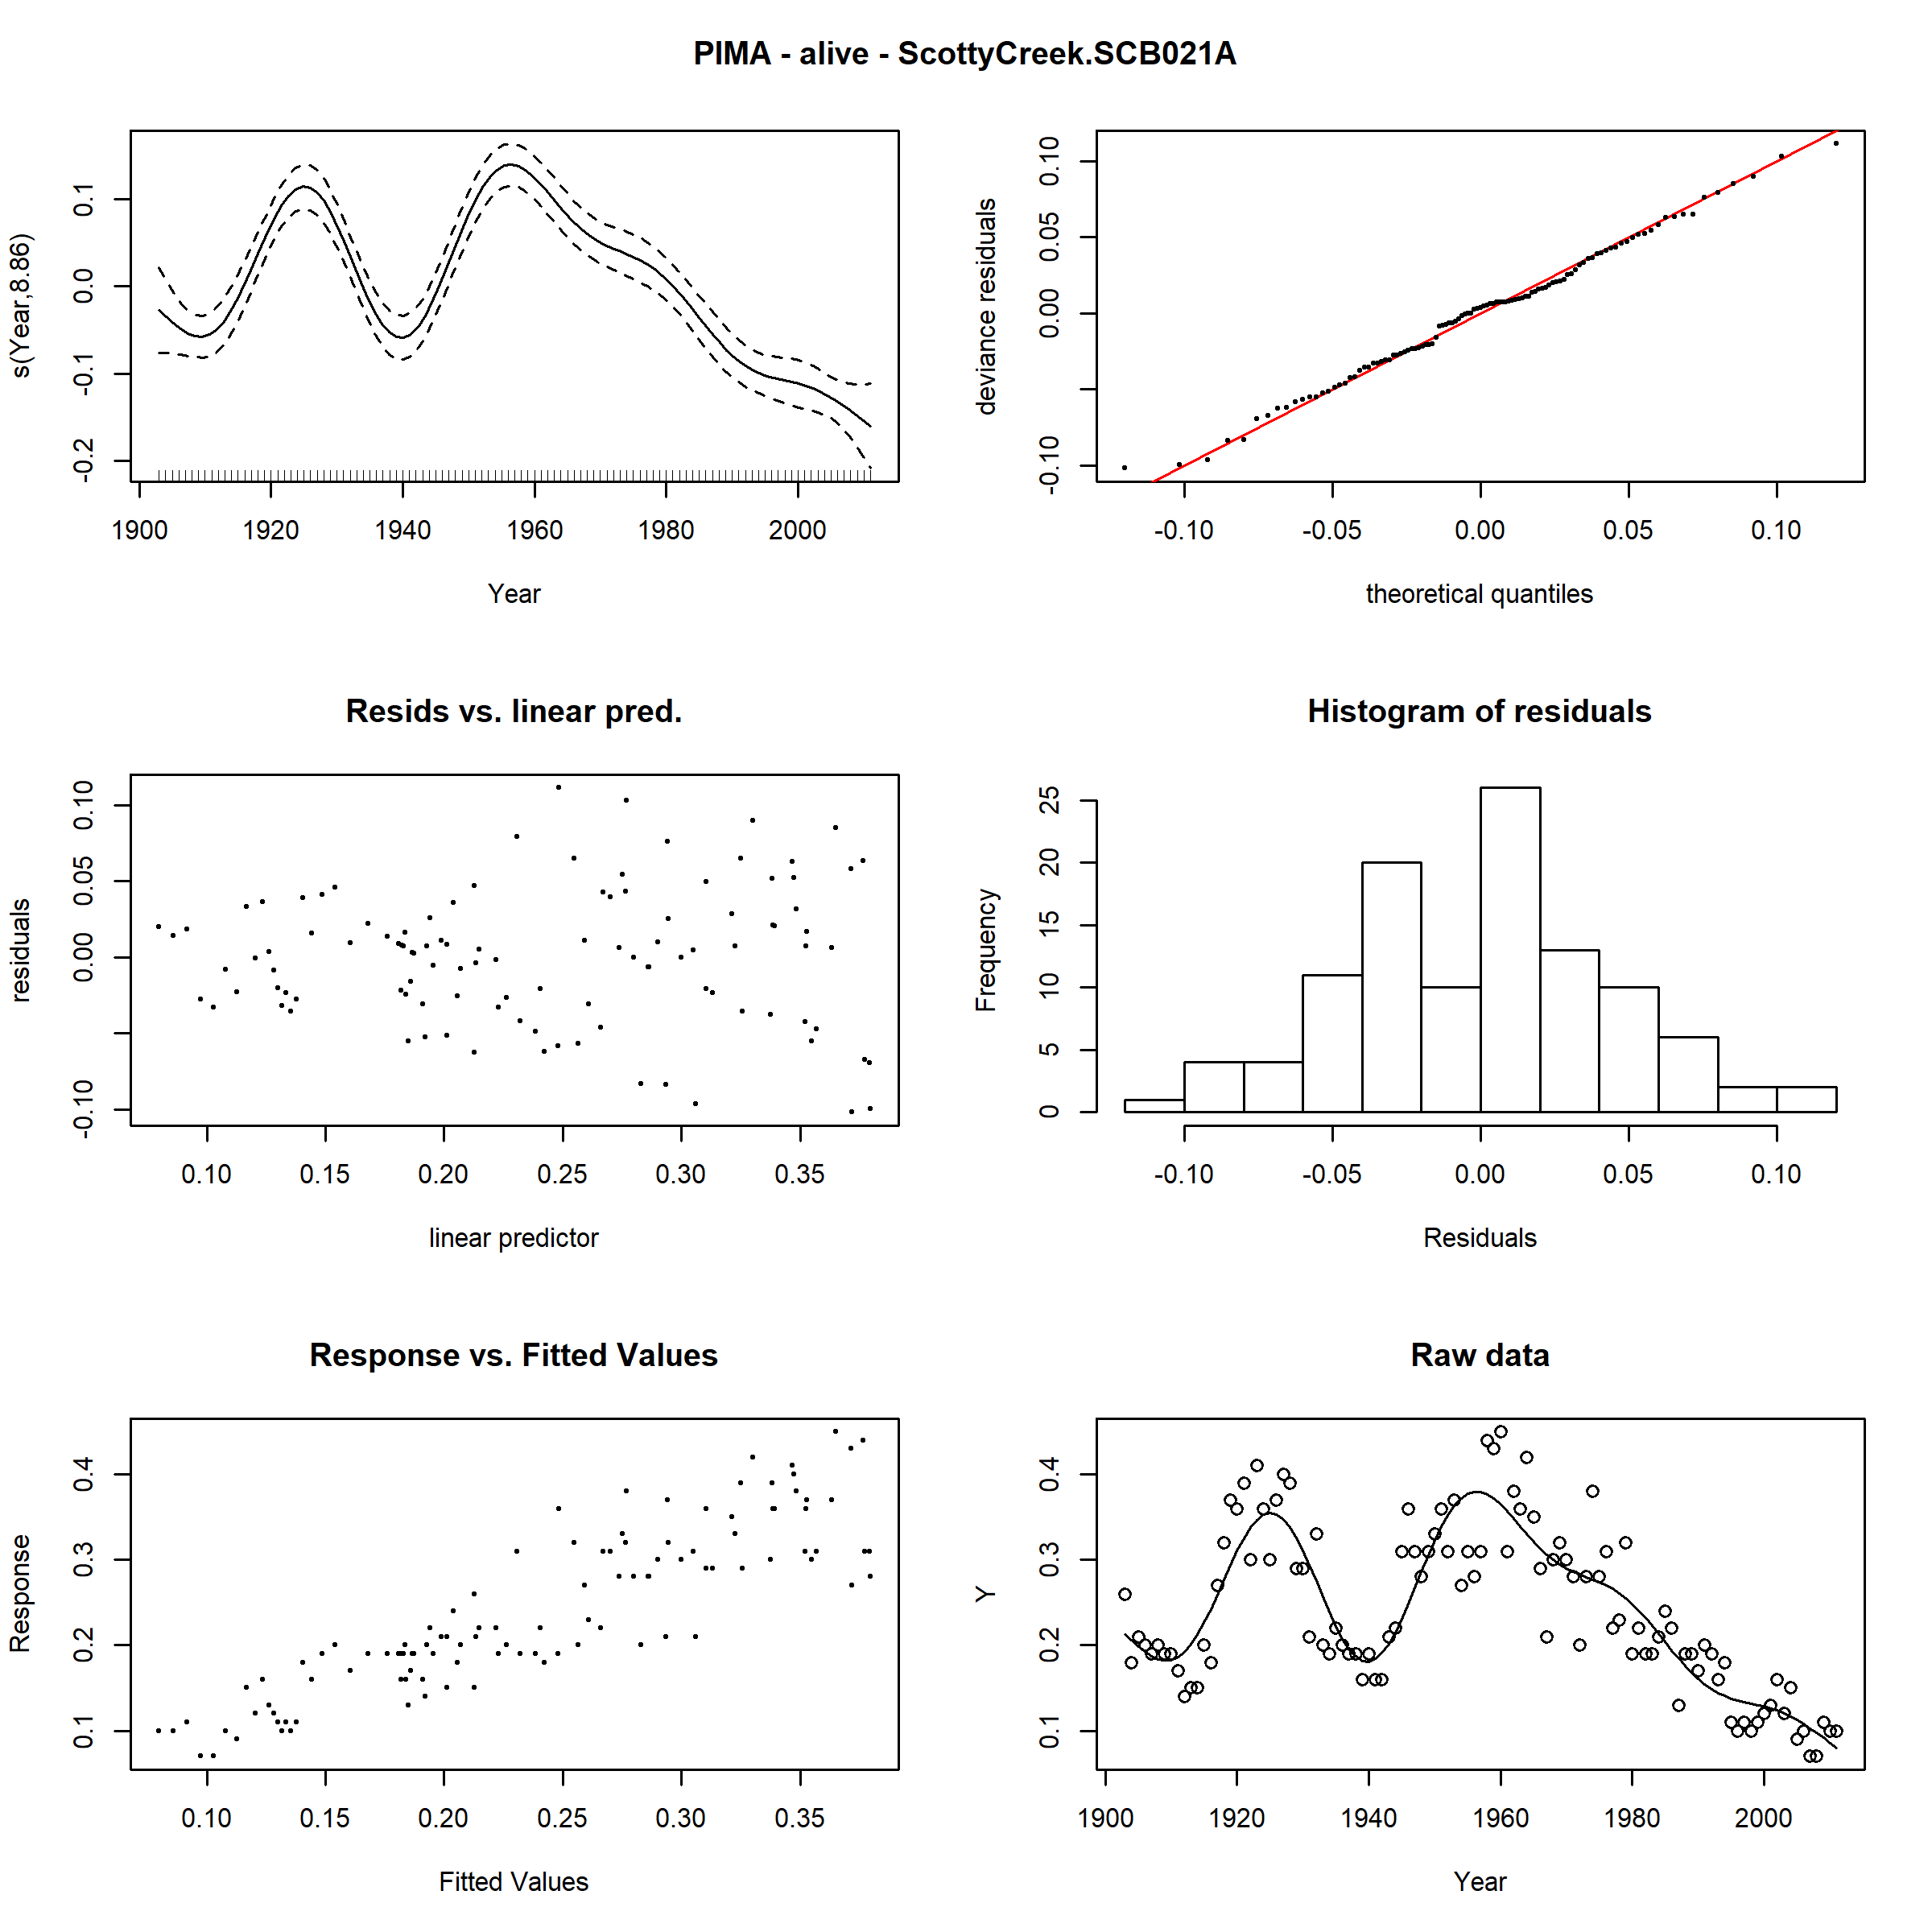 PIMA - alive - ScottyCreek.SCB021A
s(Year,8.86)
0.1
0.0
-0.1
-0.2
1900 1920 1940 1960 1980 2000
Year
deviance residuals
0.10
0.05
0.00
-0.10
-0.10 -0.05 0.00 0.05 0.10
theoretical quantiles
Resids vs. linear pred.
residuals
0.10
0.05
0.00
-0.10
0.10 0.15 0.20 0.25 0.30 0.35
linear predictor
Histogram of residuals
Frequency
25
20
15
10
5
0
-0.10 -0.05 0.00 0.05 0.10
Residuals
Response vs. Fitted Values
Response
0.4
0.3
0.2
0.1
0.10 0.15 0.20 0.25 0.30 0.35
Fitted Values
Raw data
Y
0.4
0.3
0.2
0.1
1900 1920 1940 1960 1980 2000
Year